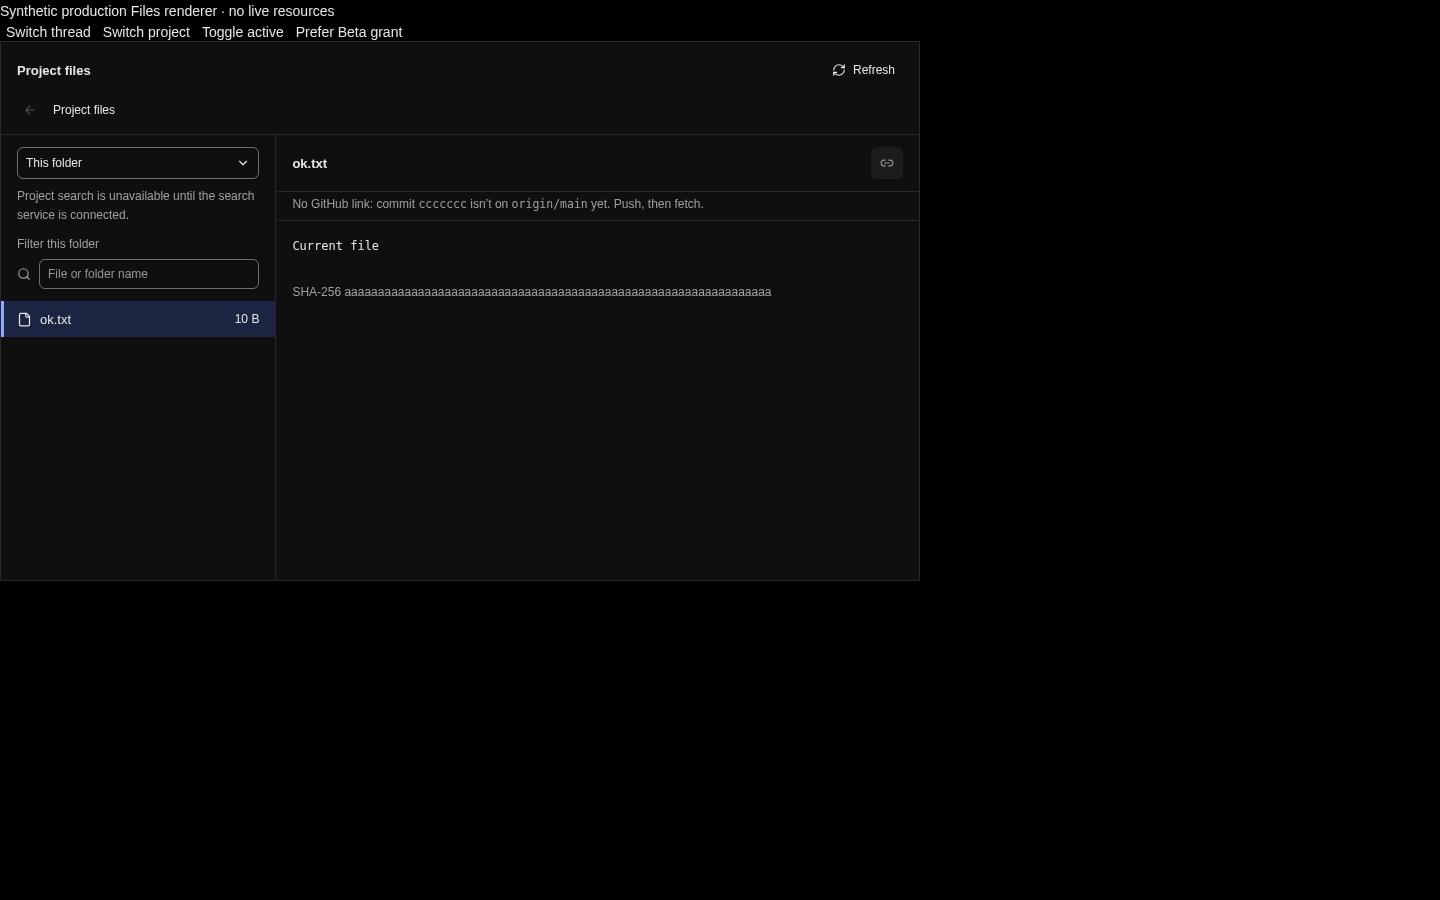 Synthetic production Files renderer · no live resources
Switch thread Switch project Toggle active Prefer Beta grant
Project files
Refresh
Project files
This folder
Project search is unavailable until the search
service is connected.
Filter this folder
File or folder name
ok.txt 10 B
ok.txt
No GitHub link: commit ccccccc isn't on origin/main yet. Push, then fetch.
Current file
SHA-256 aaaaaaaaaaaaaaaaaaaaaaaaaaaaaaaaaaaaaaaaaaaaaaaaaaaaaaaaaaaaaaaa